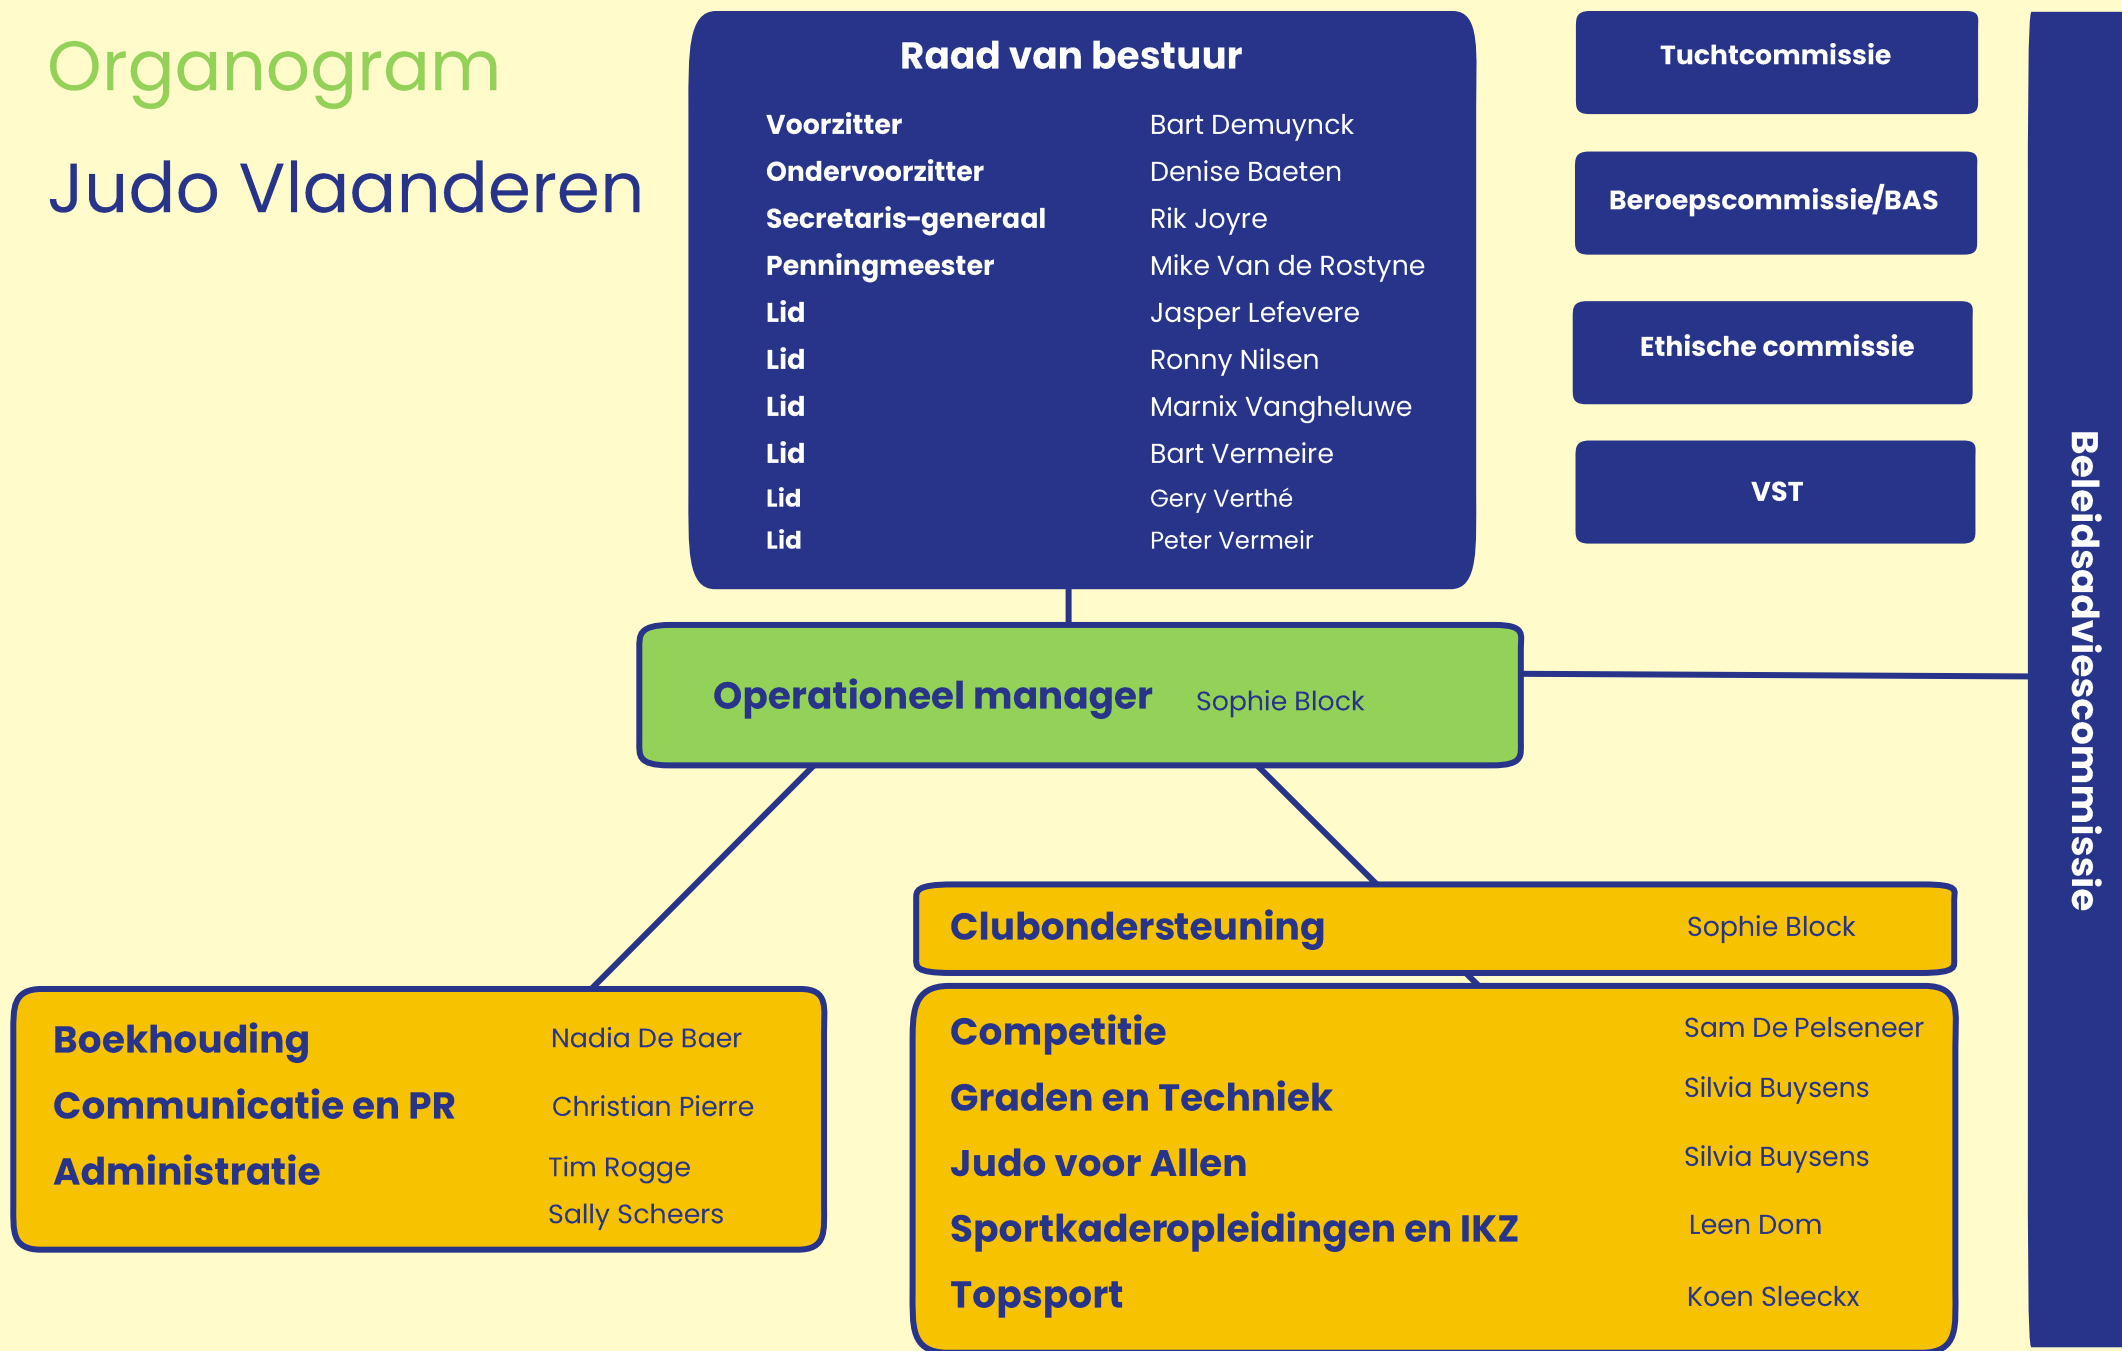 Organogram
Judo Vlaanderen
Raad van bestuur
Voorzitter Bart Demuynck
Ondervoorzitter Denise Baeten
Secretaris-generaal Rik Joyre
Penningmeester Mike Van de Rostyne
Lid Jasper Lefevere
Lid Ronny Nilsen
Lid Marnix Vangheluwe
Lid Bart Vermeire
Lid Gery Verthé
Lid Peter Vermeir
Tuchtcommissie
Beroepscommissie/BAS
Ethische commissie
VST
Beleidsadviescommissie
Operationeel manager Sophie Block
Boekhouding Nadia De Baer
Communicatie en PR Christian Pierre
Administratie Tim Rogge
Sally Scheers
Clubondersteuning Sophie Block
Competitie Sam De Pelseneer
Graden en Techniek Silvia Buysens
Judo voor Allen Silvia Buysens
Sportkaderopleidingen en IKZ Leen Dom
Topsport Koen Sleeckx